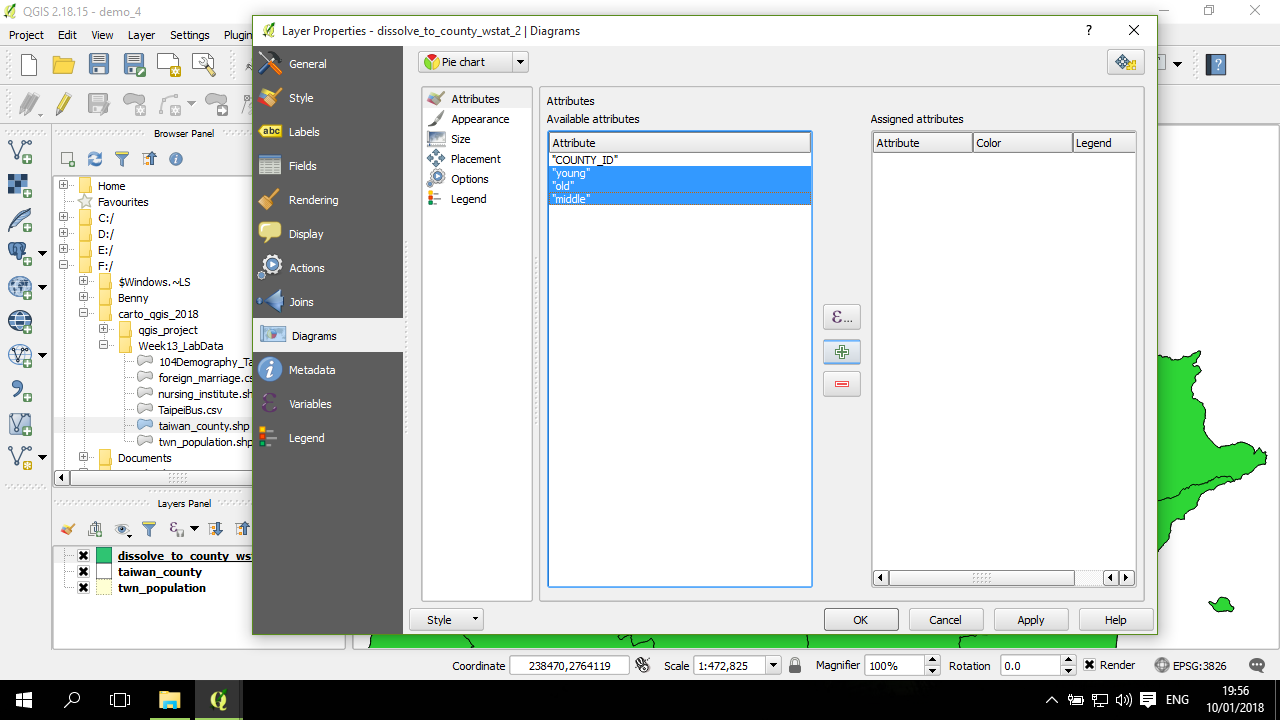 QGIS 2.18.15 - demo_4
Project Edit View Layer Settings Plugin
Layer Properties - dissolve_to_county_wstat_2 | Diagrams
?
General
Style
abc Labels
Fields
Rendering
Display
Actions
Joins
Diagrams
Metadata
Variables
Legend
Pie chart
Attributes
Appearance
Size
Placement
Options
Legend
Attributes
Available attributes
Attribute
"COUNTY_ID"
"young"
"old"
"middle"
ε...
Assigned attributes
Attribute Color Legend
Style
OK Cancel Apply Help
Browser Panel
Home
Favourites
C:/
D:/
E:/
F:/
$Windows.~LS
Benny
carto_qgis_2018
qgis_project
Week13_LabData
104Demography_Ta
foreign_marriage.cs
nursing_institute.sh
TaipeiBus.csv
taiwan_county.shp
twn_population.shp
Documents
Layers Panel
dissolve_to_county_wst
taiwan_county
twn_population
Coordinate 238470,2764119 Scale 1:472,825 Magnifier 100% Rotation 0.0 Render EPSG:3826
ENG
19:56
10/01/2018